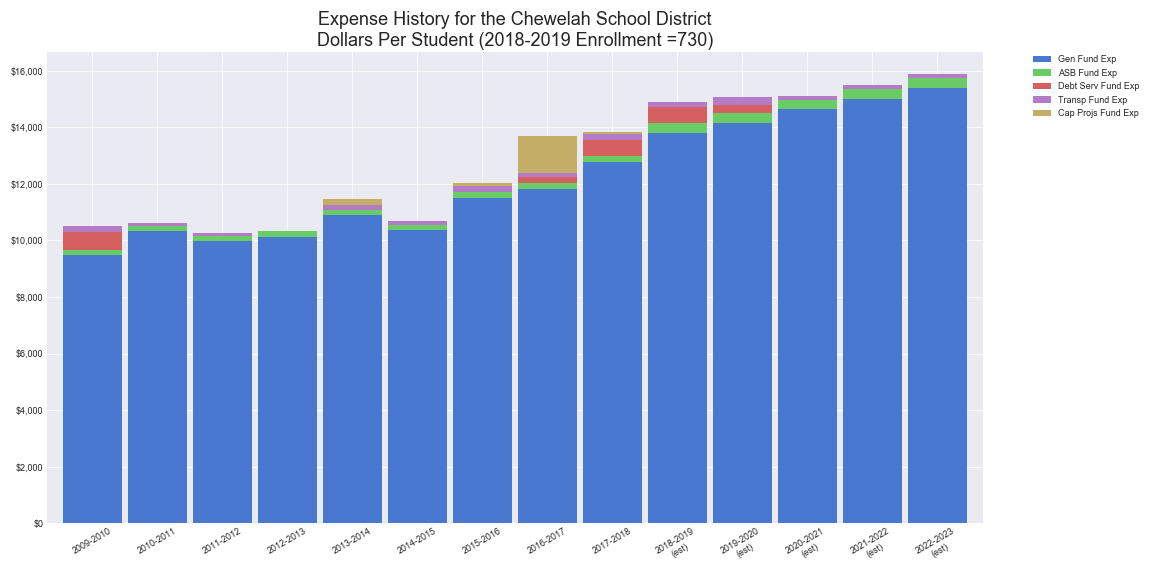 Expense History for the Chewelah School District
Dollars Per Student (2018-2019 Enrollment =730)
$16,000
$14,000
$12,000
$10,000
$8,000
$6,000
$4,000
$2,000
$0
2009-2010
2010-2011
2011-2012
2012-2013
2013-2014
2014-2015
2015-2016
2016-2017
2017-2018
2018-2019
(est)
2019-2020
(est)
2020-2021
(est)
2021-2022
(est)
2022-2023
(est)
Gen Fund Exp
ASB Fund Exp
Debt Serv Fund Exp
Transp Fund Exp
Cap Projs Fund Exp